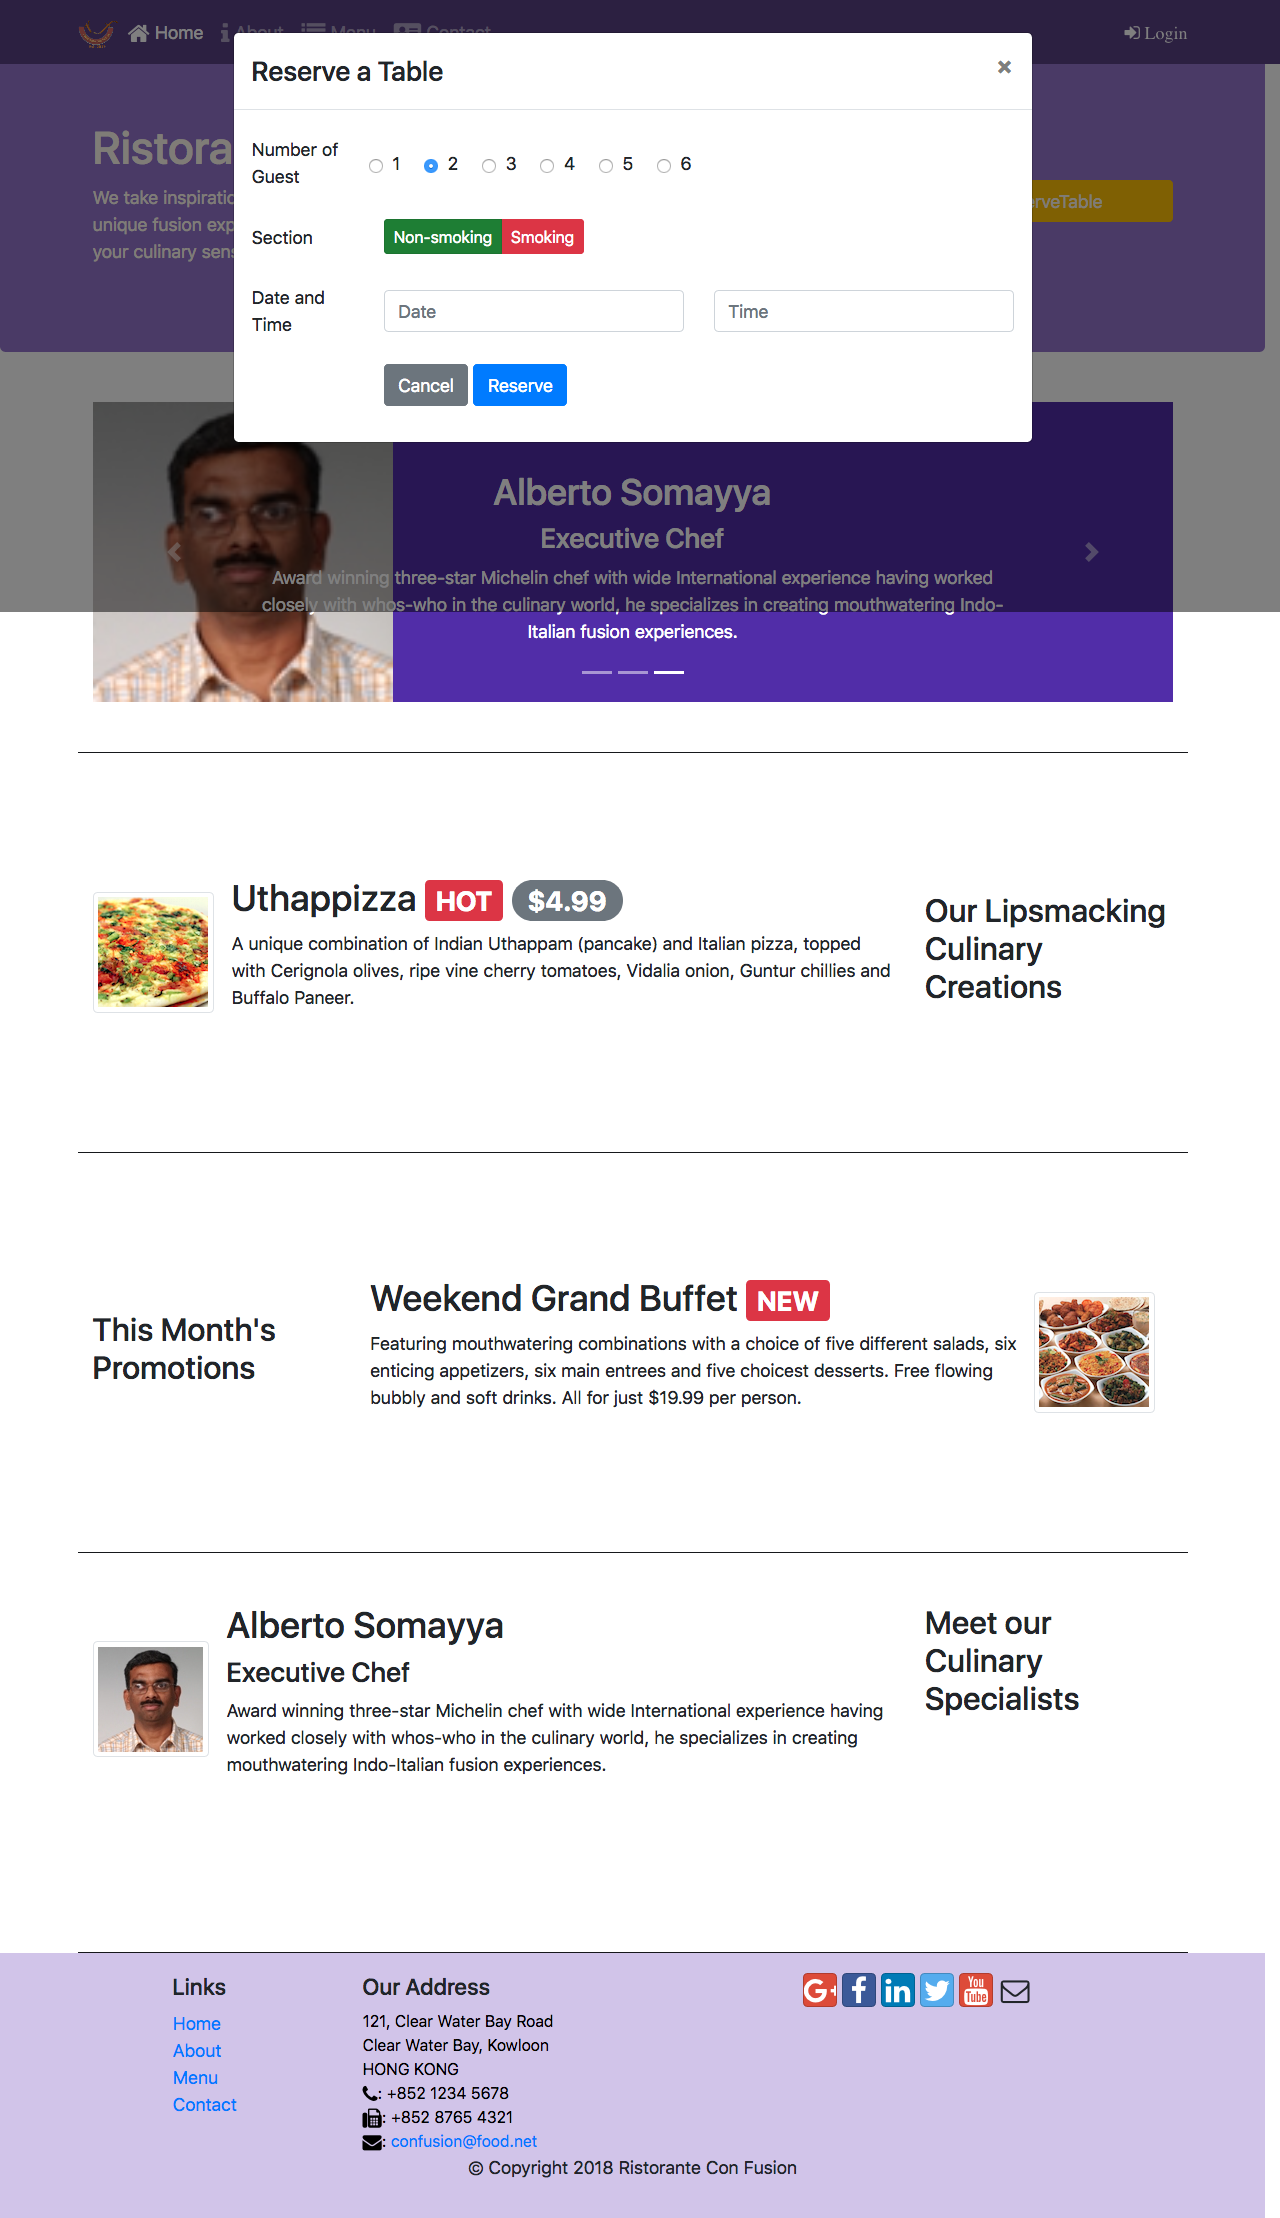 Home About Menu Contact Login
Reserve a Table ×
Ristora
We take inspiratio
unique fusion exp
your culinary sens
erveTable
Number of
Guest
1 2 3 4 5 6
Section
Non-smoking Smoking
Date and
Time
Date Time
Cancel Reserve
Alberto Somayya
Executive Chef
Award winning three-star Michelin chef with wide International experience having worked
closely with whos-who in the culinary world, he specializes in creating mouthwatering Indo-
Italian fusion experiences.
Uthappizza HOT $4.99
A unique combination of Indian Uthappam (pancake) and Italian pizza, topped
with Cerignola olives, ripe vine cherry tomatoes, Vidalia onion, Guntur chillies and
Buffalo Paneer.
Our Lipsmacking
Culinary
Creations
This Month's
Promotions
Weekend Grand Buffet NEW
Featuring mouthwatering combinations with a choice of five different salads, six
enticing appetizers, six main entrees and five choicest desserts. Free flowing
bubbly and soft drinks. All for just $19.99 per person.
Alberto Somayya
Executive Chef
Award winning three-star Michelin chef with wide International experience having
worked closely with whos-who in the culinary world, he specializes in creating
mouthwatering Indo-Italian fusion experiences.
Meet our
Culinary
Specialists
Links
Home
About
Menu
Contact
Our Address
121, Clear Water Bay Road
Clear Water Bay, Kowloon
HONG KONG
: +852 1234 5678
: +852 8765 4321
: confusion@food.net
G+ f in You Tube
© Copyright 2018 Ristorante Con Fusion